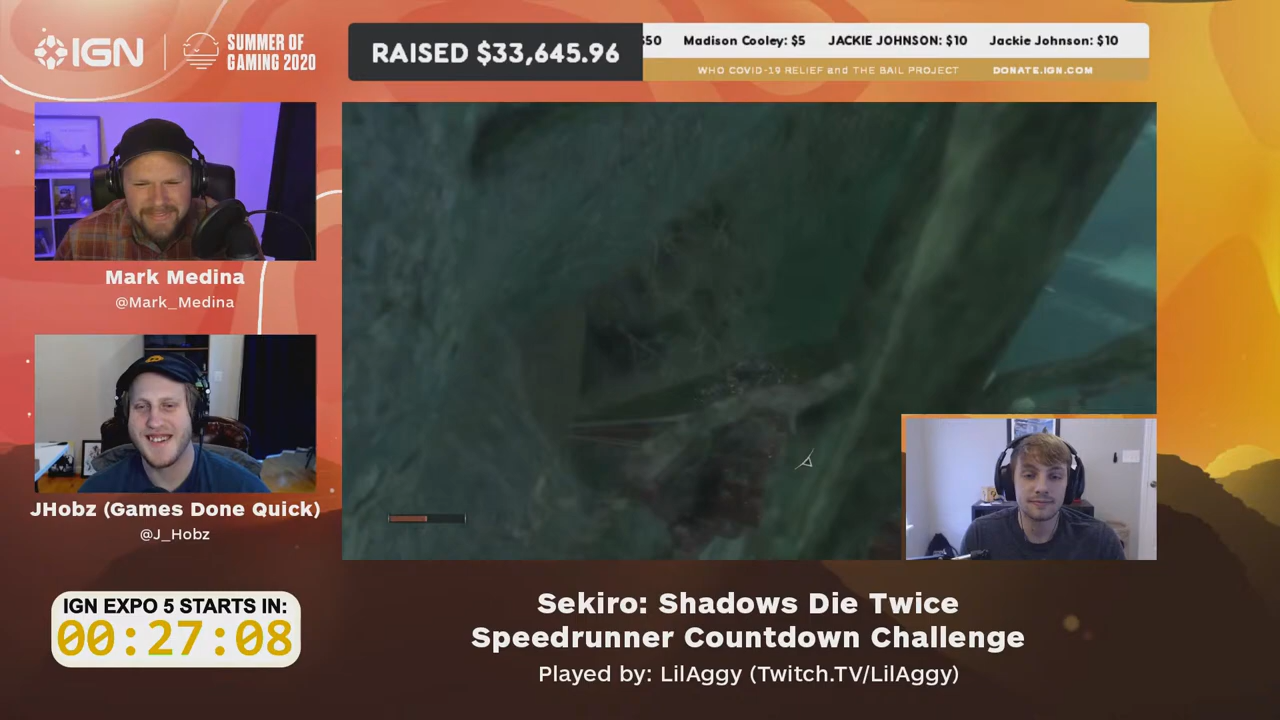 IGN
SUMMER OF
GAMING 2020
RAISED $33,645.96
$50 Madison Cooley: $5 JACKIE JOHNSON: $10 Jackie Johnson: $10
WHO COVID-19 RELIEF and THE BAIL PROJECT DONATE.IGN.COM
Mark Medina
@Mark_Medina
JHobz (Games Done Quick)
@J_Hobz
IGN EXPO 5 STARTS IN:
00:27:08
Sekiro: Shadows Die Twice
Speedrunner Countdown Challenge
Played by: LilAggy (Twitch.TV/LilAggy)